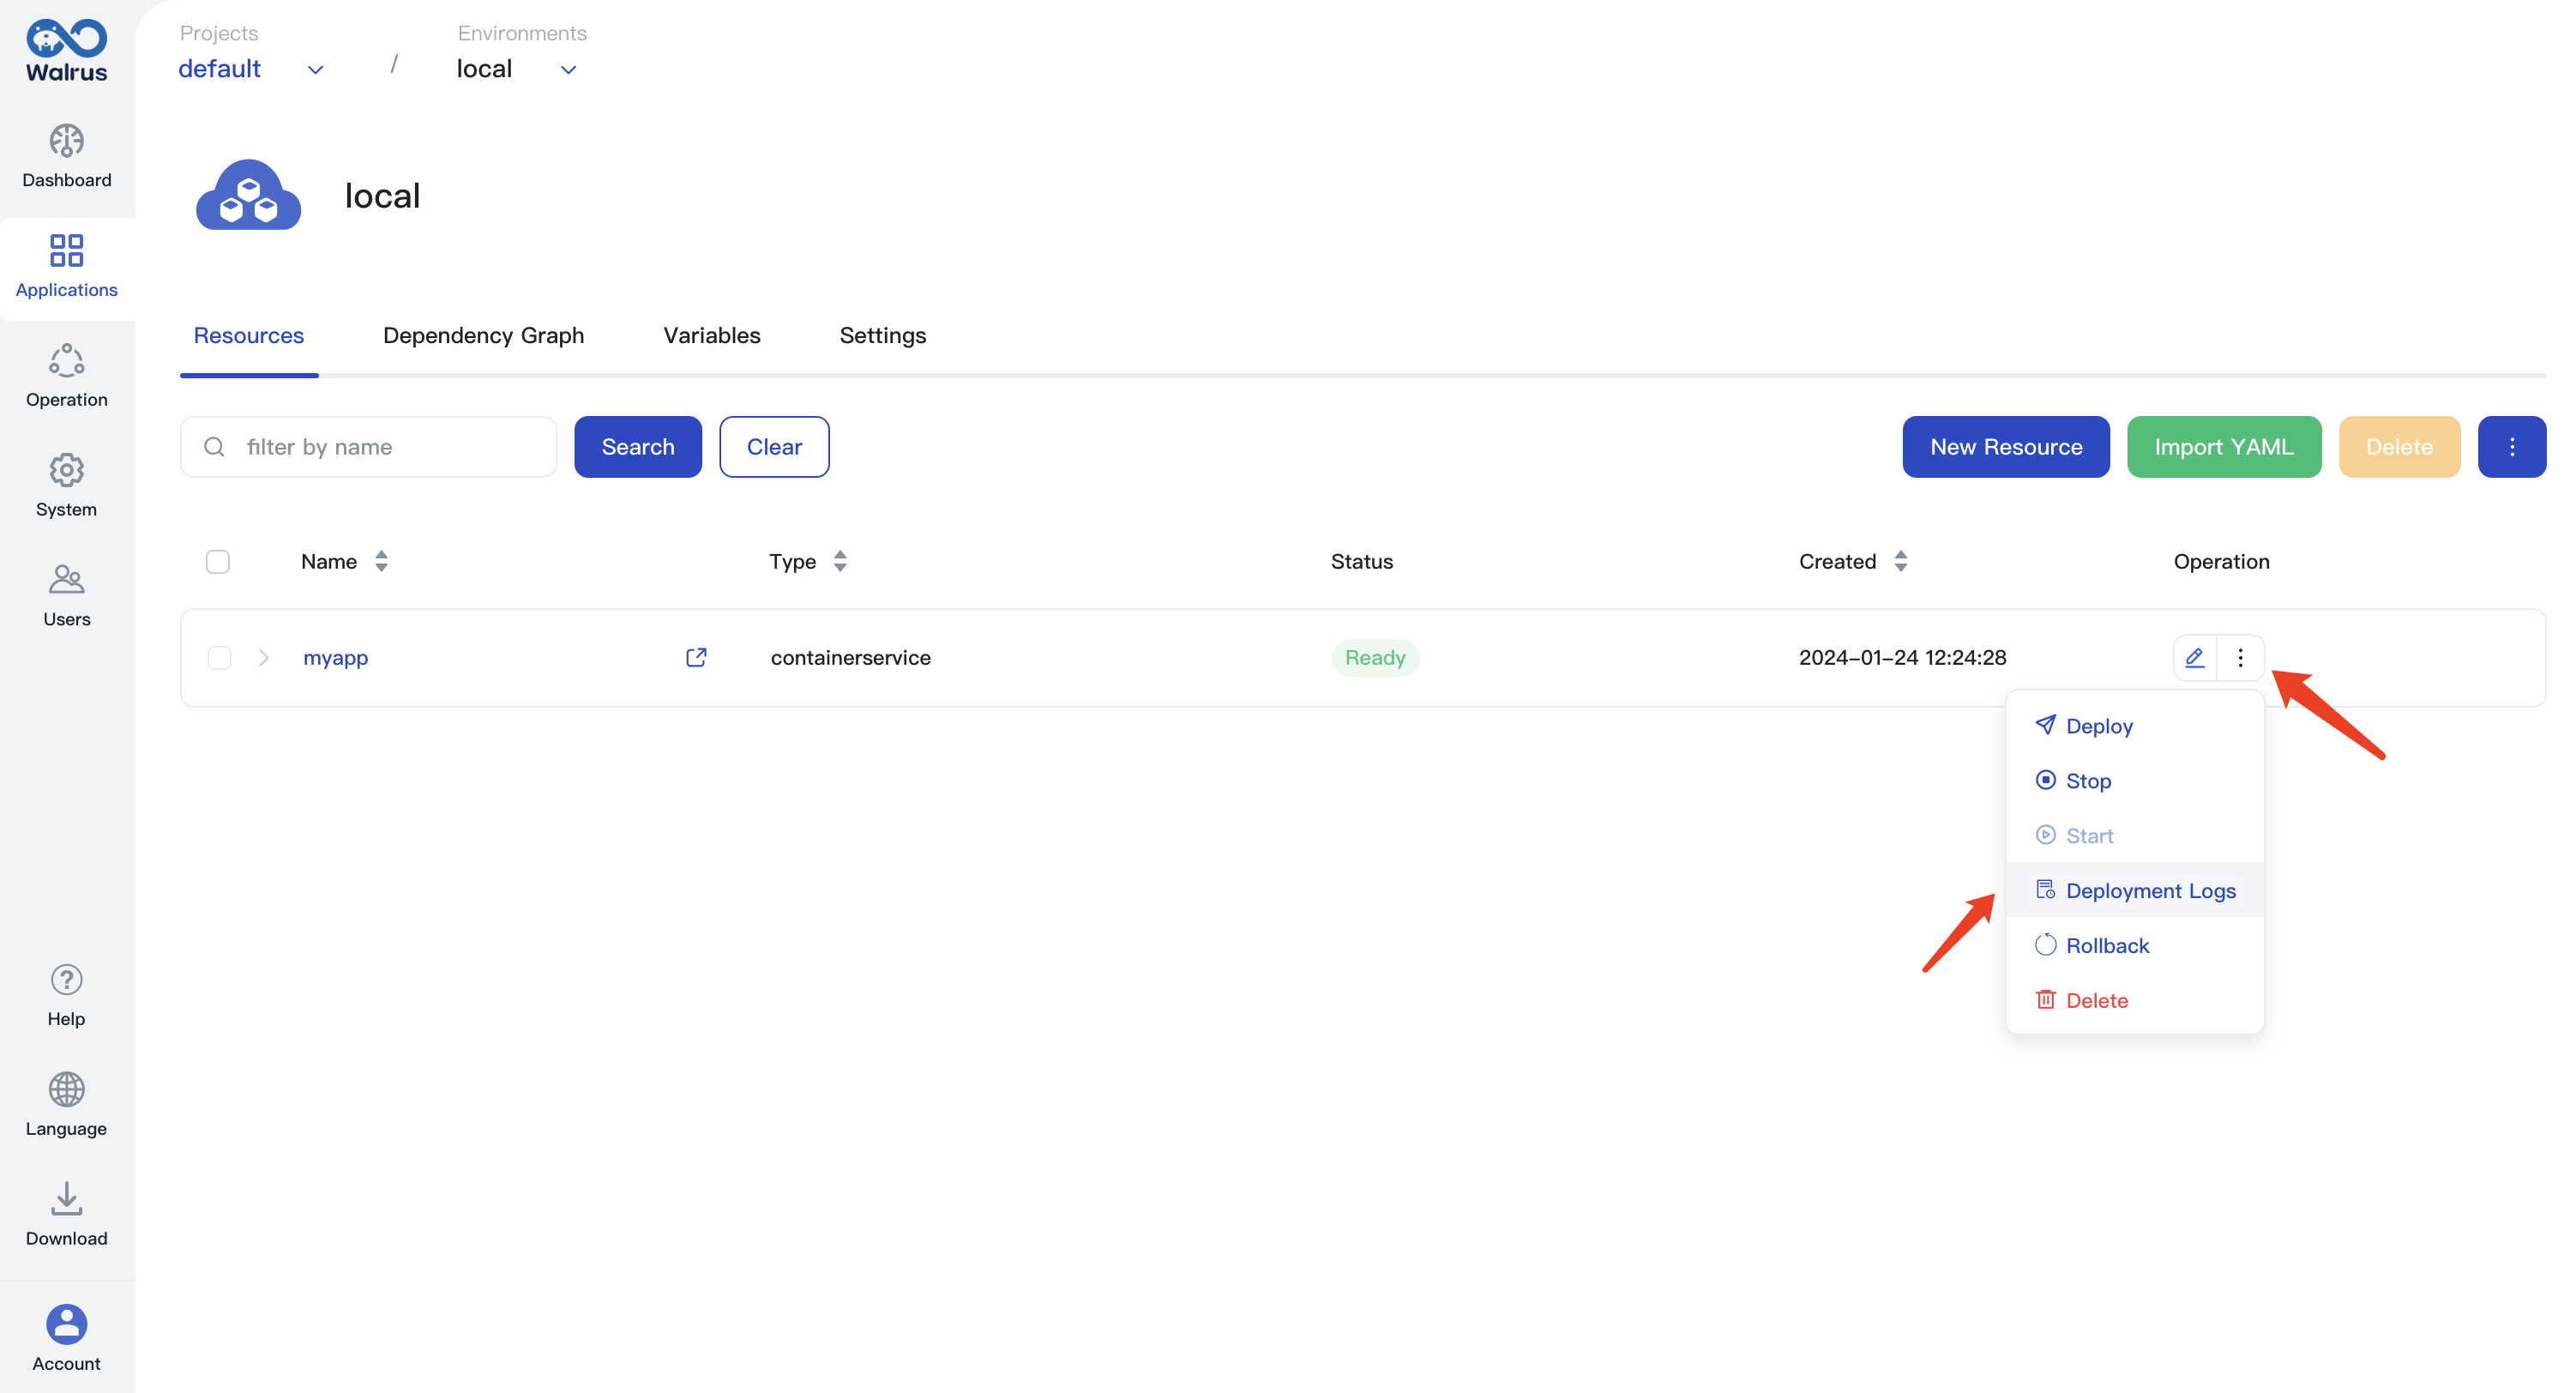 Walrus
Dashboard
Applications
Operation
System
Users
Help
Language
Download
Account
Projects
default
/
Environments
local
local
Resources Dependency Graph Variables Settings
filter by name Search Clear New Resource Import YAML Delete
Name Type Status Created Operation
myapp containerservice Ready 2024-01-24 12:24:28
Deploy
Stop
Start
Deployment Logs
Rollback
Delete